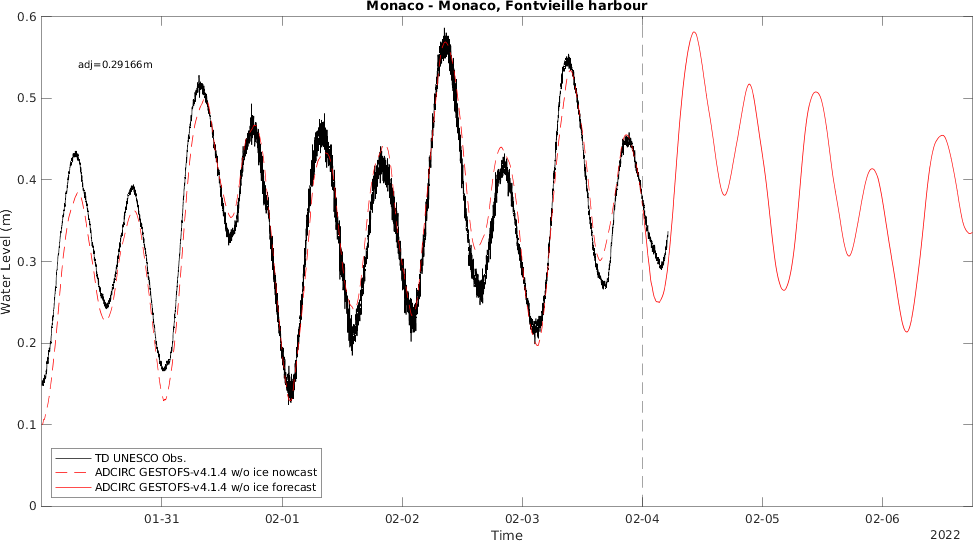 Monaco - Monaco, Fontvieille harbour
0.6
adj=0.29166m
0.5
0.4
0.3
0.2
0.1
0
Water Level (m)
TD UNESCO Obs.
ADCIRC GESTOFS-v4.1.4 w/o ice nowcast
ADCIRC GESTOFS-v4.1.4 w/o ice forecast
01-31 02-01 02-02 02-03 02-04 02-05 02-06
Time
2022